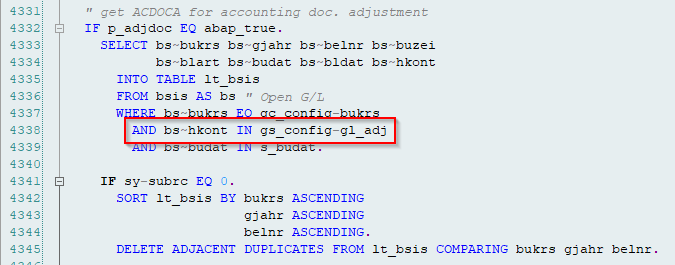 4331 " get ACDOCA for accounting doc. adjustment
4332 IF p_adjdoc EQ abap_true.
4333 SELECT bs~bukrs bs~gjahr bs~belnr bs~buzei
4334 bs~blart bs~budat bs~bldat bs~hkont
4335 INTO TABLE lt_bsis
4336 FROM bsis AS bs " Open G/L
4337 WHERE bs~bukrs EQ gc_config-bukrs
4338 AND bs~hkont IN gs_config-gl_adj
4339 AND bs~budat IN s_budat.
4340
4341 IF sy-subrc EQ 0.
4342 SORT lt_bsis BY bukrs ASCENDING
4343 gjahr ASCENDING
4344 belnr ASCENDING.
4345 DELETE ADJACENT DUPLICATES FROM lt_bsis COMPARING bukrs gjahr belnr.